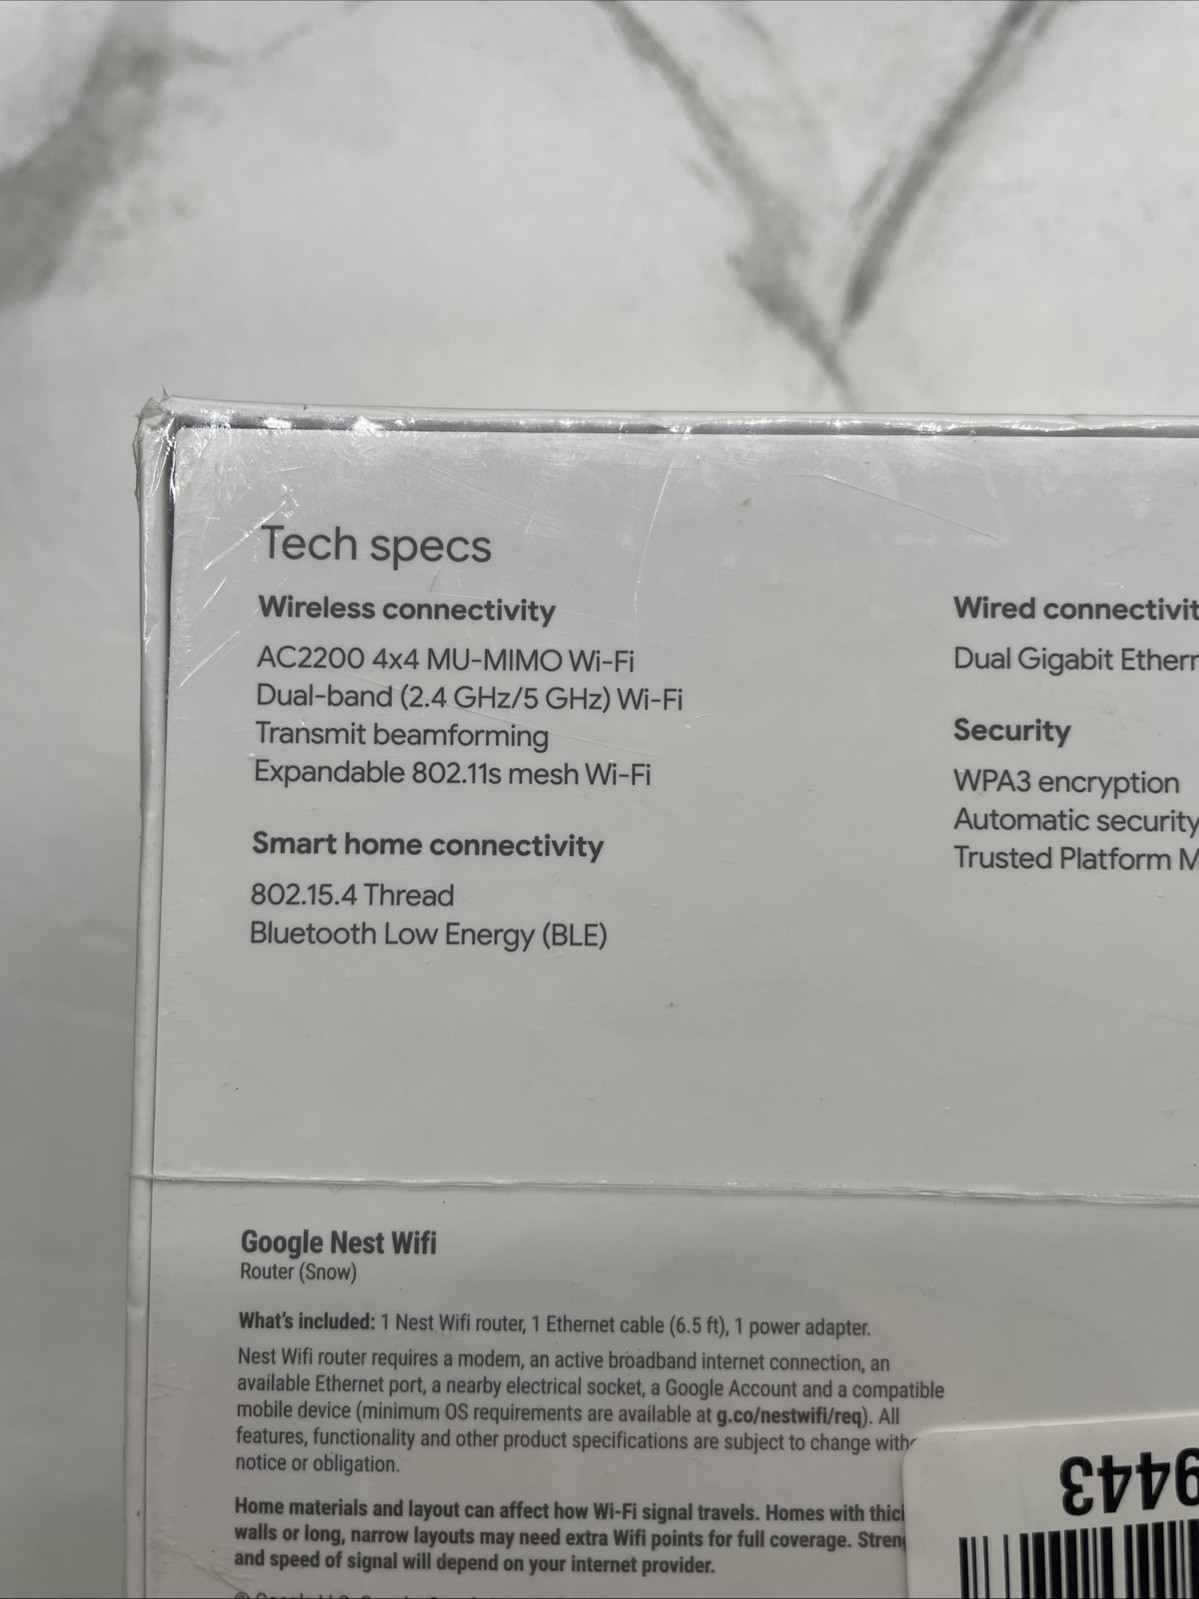 Tech specs
Wireless connectivity
AC2200 4x4 MU-MIMO Wi-Fi
Dual-band (2.4 GHz/5 GHz) Wi-Fi
Transmit beamforming
Expandable 802.11s mesh Wi-Fi
Smart home connectivity
802.15.4 Thread
Bluetooth Low Energy (BLE)
Wired
Dual Gigabit
Security
WPA3 encryption
Automatic security
Trusted Platform
Google Nest Wifi
Router (Snow)
What's included: 1 Nest Wifi router, 1 Ethernet cable (6.5 ft), 1 power adapter.
Nest Wifi router requires a modem, an active broadband internet connection, an
available Ethernet port, a nearby electrical socket, a Google Account and a compatible
mobile device (minimum OS requirements are available at g.co/nestwifi/req). All
features, functionality and other product specifications are subject to change
notice or obligation.
Home materials and layout can affect how Wi-Fi signal travels. Homes with
walls or long, narrow layouts may need extra Wifi points for full coverage.
and speed of signal will depend on your internet provider.
9443